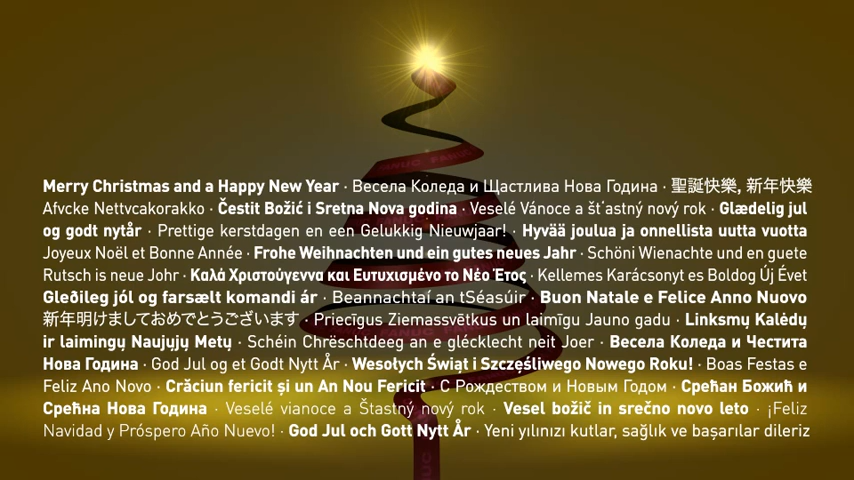 FANUC FANUC
Merry Christmas and a Happy New Year · Весела Коледа и Щастлива Нова Година · 聖誕快樂, 新年快樂
Afvcke Nettvcakorakko · Čestit Božić i Sretna Nova godina · Veselé Vánoce a šťastný nový rok · Glædelig jul
og godt nytår · Prettige kerstdagen en een Gelukkig Nieuwjaar! · Hyvää joulua ja onnellista uutta vuotta
Joyeux Noël et Bonne Année · Frohe Weihnachten und ein gutes neues Jahr · Schöni Wienachte und en guete
Rutsch is neue Johr · Καλά Χριστούγεννα και Ευτυχισμένο το Νέο Έτος · Kellemes Karácsonyt es Boldog Új Évet
Gleðileg jól og farsælt komandi ár · Beannachtaí an tSéasúir · Buon Natale e Felice Anno Nuovo
新年明けましておめでとうございます · Priecīgus Ziemassvētkus un laimīgu Jauno gadu · Linksmų Kalėdų
ir laimingų Naujųjų Metų · Schéin Chrëschtdeeg an e glécklecht neit Joer · Весела Коледа и Честита
Нова Година · God Jul og et Godt Nytt År · Wesołych Świąt i Szczęśliwego Nowego Roku! · Boas Festas e
Feliz Ano Novo · Crăciun fericit și un An Nou Fericit · С Рождеством и Новым Годом · Срећан Божић и
Срећна Нова Година · Veselé vianoce a Štastný nový rok · Vesel božič in srečno novo leto · ¡Feliz
Navidad y Próspero Año Nuevo! · God Jul och Gott Nytt År · Yeni yılınızı kutlar, sağlık ve başarılar dileriz